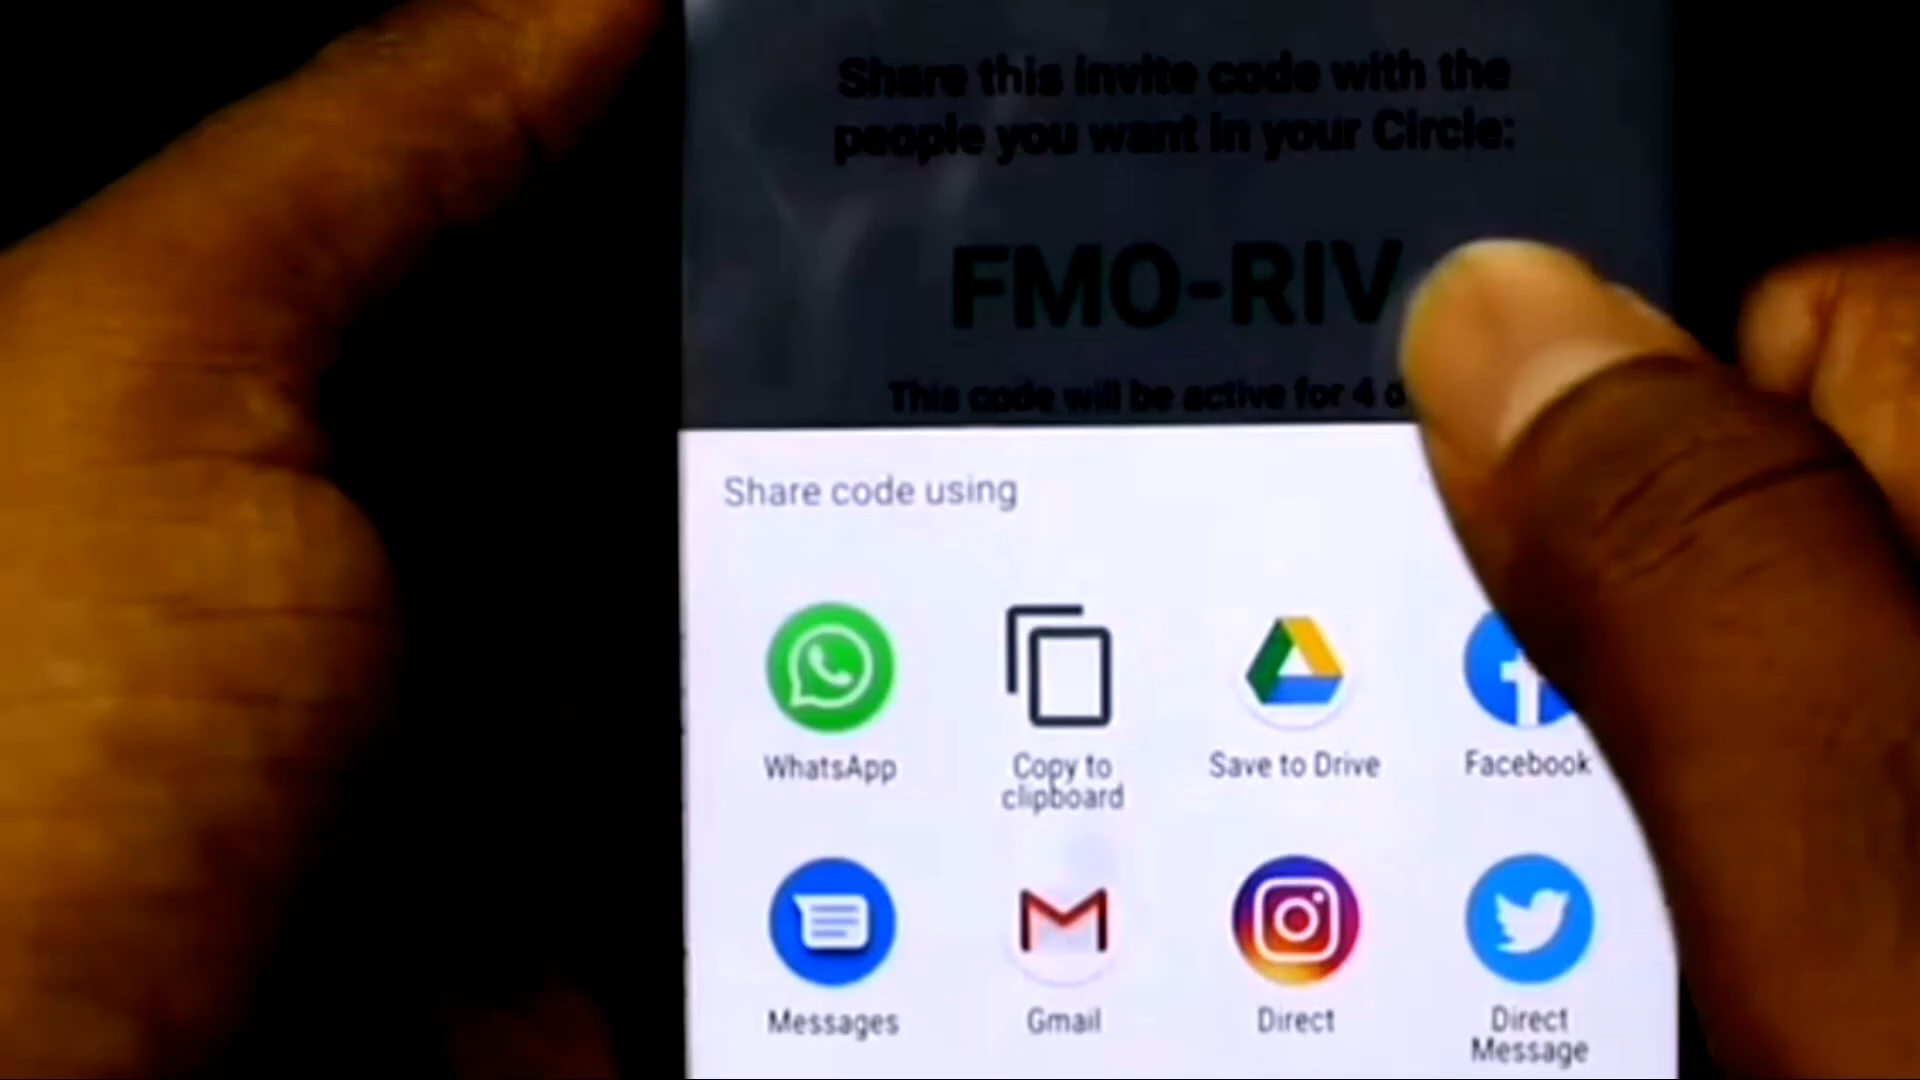 Share this invite code with the
people you want in your Circle:
FMO-RIV
This code will be active for 4
Share code using
WhatsApp
Copy to
clipboard
Save to Drive
Facebook
Messages
Gmail
Direct
Direct
Message